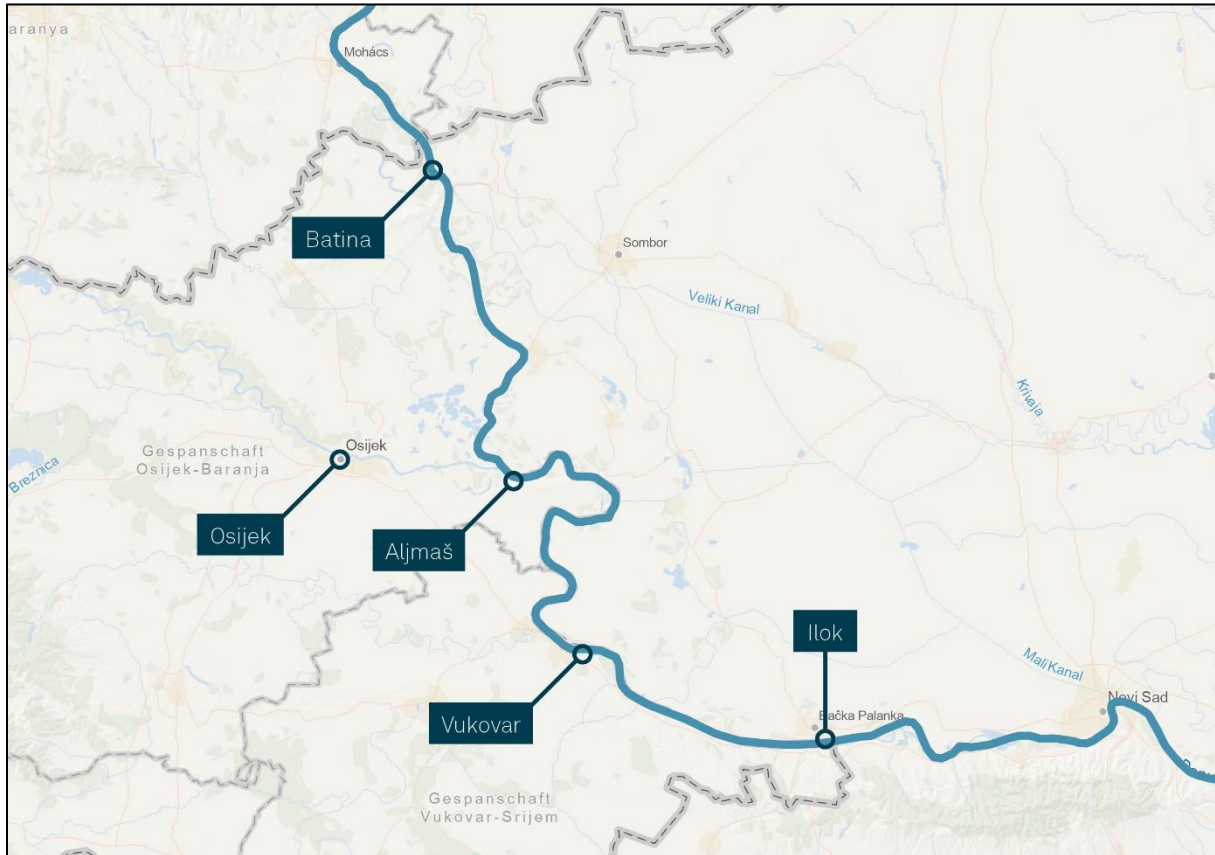 aranya
Mohács
Batina
Sombor
Veliki Kanal
Krivaja
Gespanschaft
Osijek-Baranja
Osijek
Breznica
Osijek
Aljmaš
Ilok
Vukovar
Mali Kanal
Novi Sad
Bačka Palanka
Gespanschaft
Vukovar-Srijem